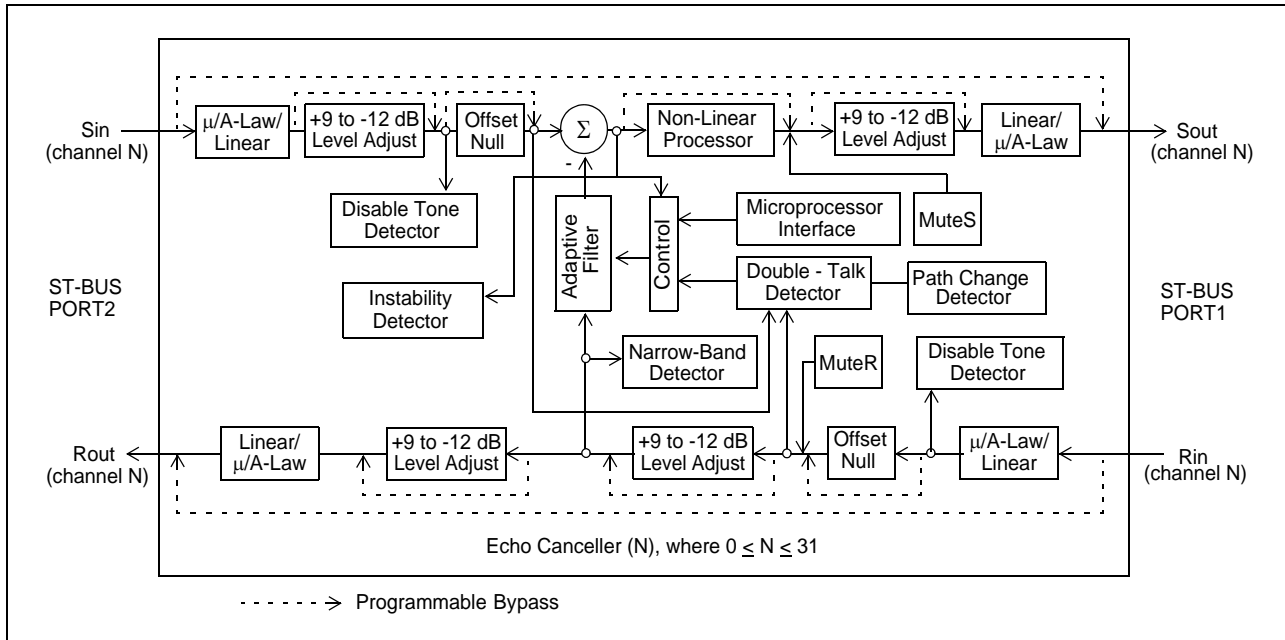 Sin
(channel N)
μ/A-Law/
Linear
+9 to -12 dB
Level Adjust
Offset
Null
Σ
-
Non-Linear
Processor
+9 to -12 dB
Level Adjust
Linear/
μ/A-Law
Sout
(channel N)
Disable Tone
Detector
Adaptive
Filter
Control
Microprocessor
Interface
MuteS
ST-BUS
PORT2
Instability
Detector
Double - Talk
Detector
Path Change
Detector
ST-BUS
PORT1
Narrow-Band
Detector
MuteR
Disable Tone
Detector
Rout
(channel N)
Linear/
μ/A-Law
+9 to -12 dB
Level Adjust
+9 to -12 dB
Level Adjust
Offset
Null
μ/A-Law/
Linear
Rin
(channel N)
Echo Canceller (N), where 0 ≤ N ≤ 31
Programmable Bypass